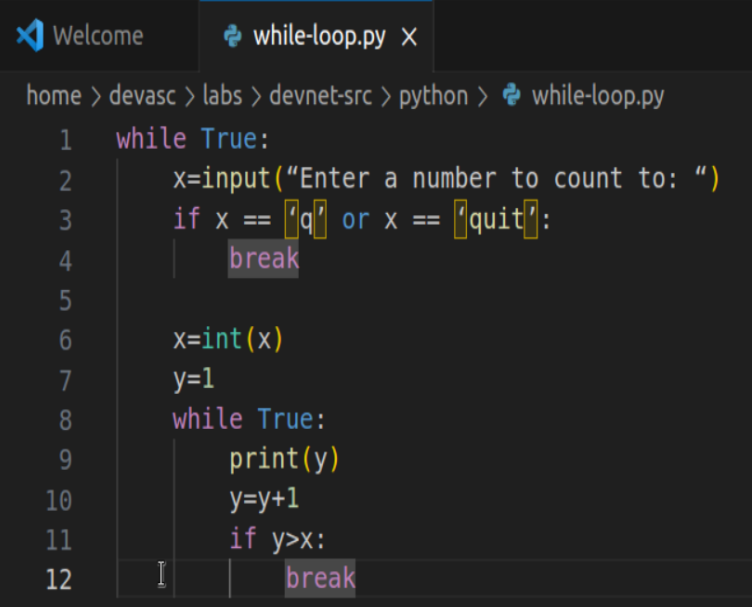 Welcome while-loop.py ×
home > devasc > labs > devnet-src > python > while-loop.py
1 while True:
2     x=input(“Enter a number to count to: “)
3     if x == ‘q’ or x == ‘quit’:
4         break
5
6     x=int(x)
7     y=1
8     while True:
9         print(y)
10         y=y+1
11         if y>x:
12             break